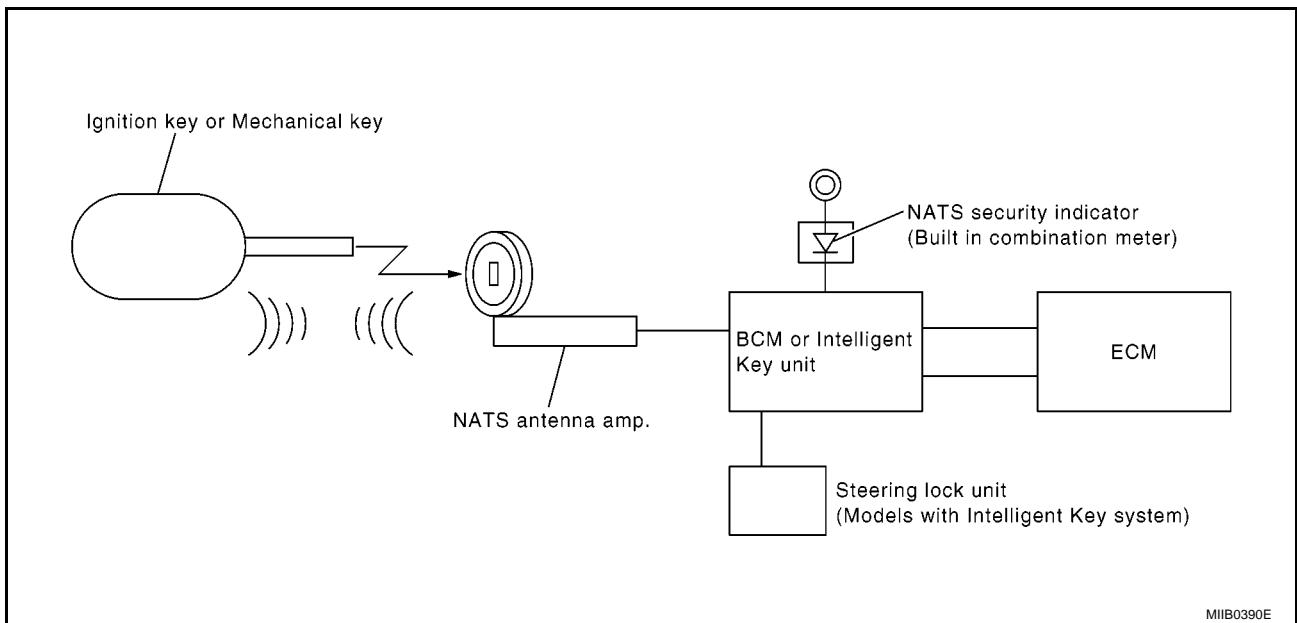 Ignition key or Mechanical key
NATS security indicator
(Built in combination meter)
BCM or Intelligent
Key unit
ECM
NATS antenna amp.
Steering lock unit
(Models with Intelligent Key system)
MIIB0390E